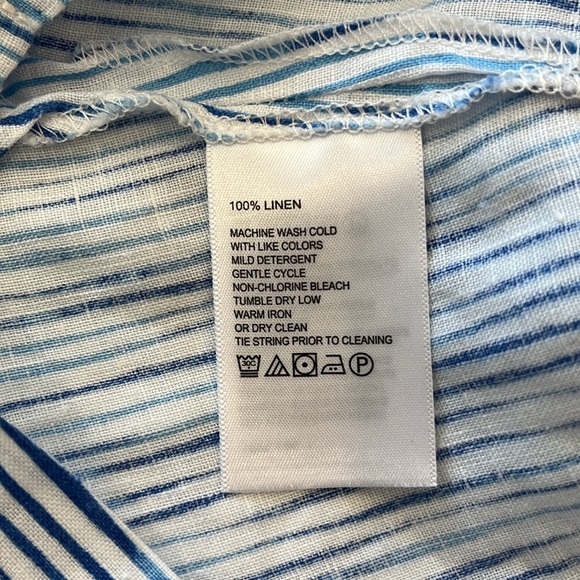 100% LINEN
MACHINE WASH COLD
WITH LIKE COLORS
MILD DETERGENT
GENTLE CYCLE
NON-CHLORINE BLEACH
TUMBLE DRY LOW
WARM IRON
OR DRY CLEAN
TIE STRING PRIOR TO CLEANING
30C P